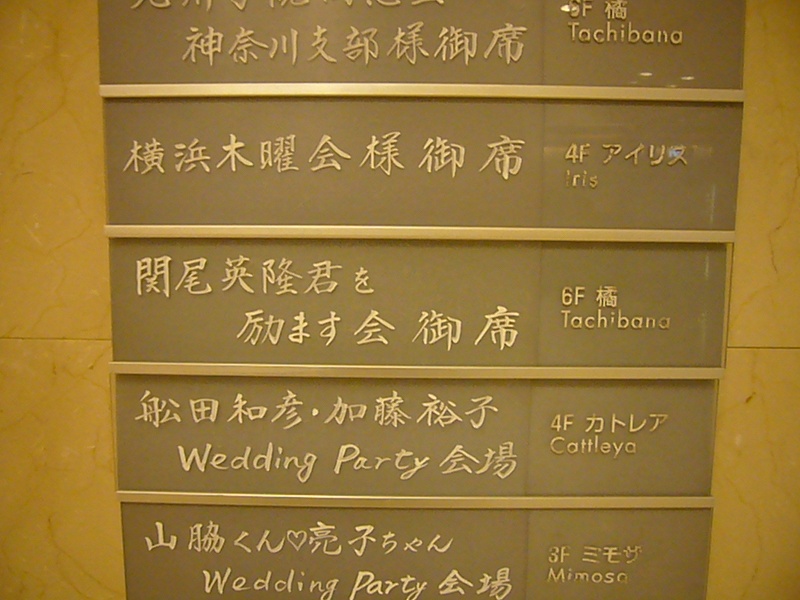 神奈川支部様御席
6F 橘
Tachibana
横浜木曜会様御席
4F アイリス
Iris
関尾英隆君を
励ます会 御席
6F 橘
Tachibana
舩田和彦・加藤裕子
Wedding Party 会場
4F カトレア
Cattleya
山脇くん♡亮子ちゃん
Wedding Party 会場
3F ミモザ
Mimosa